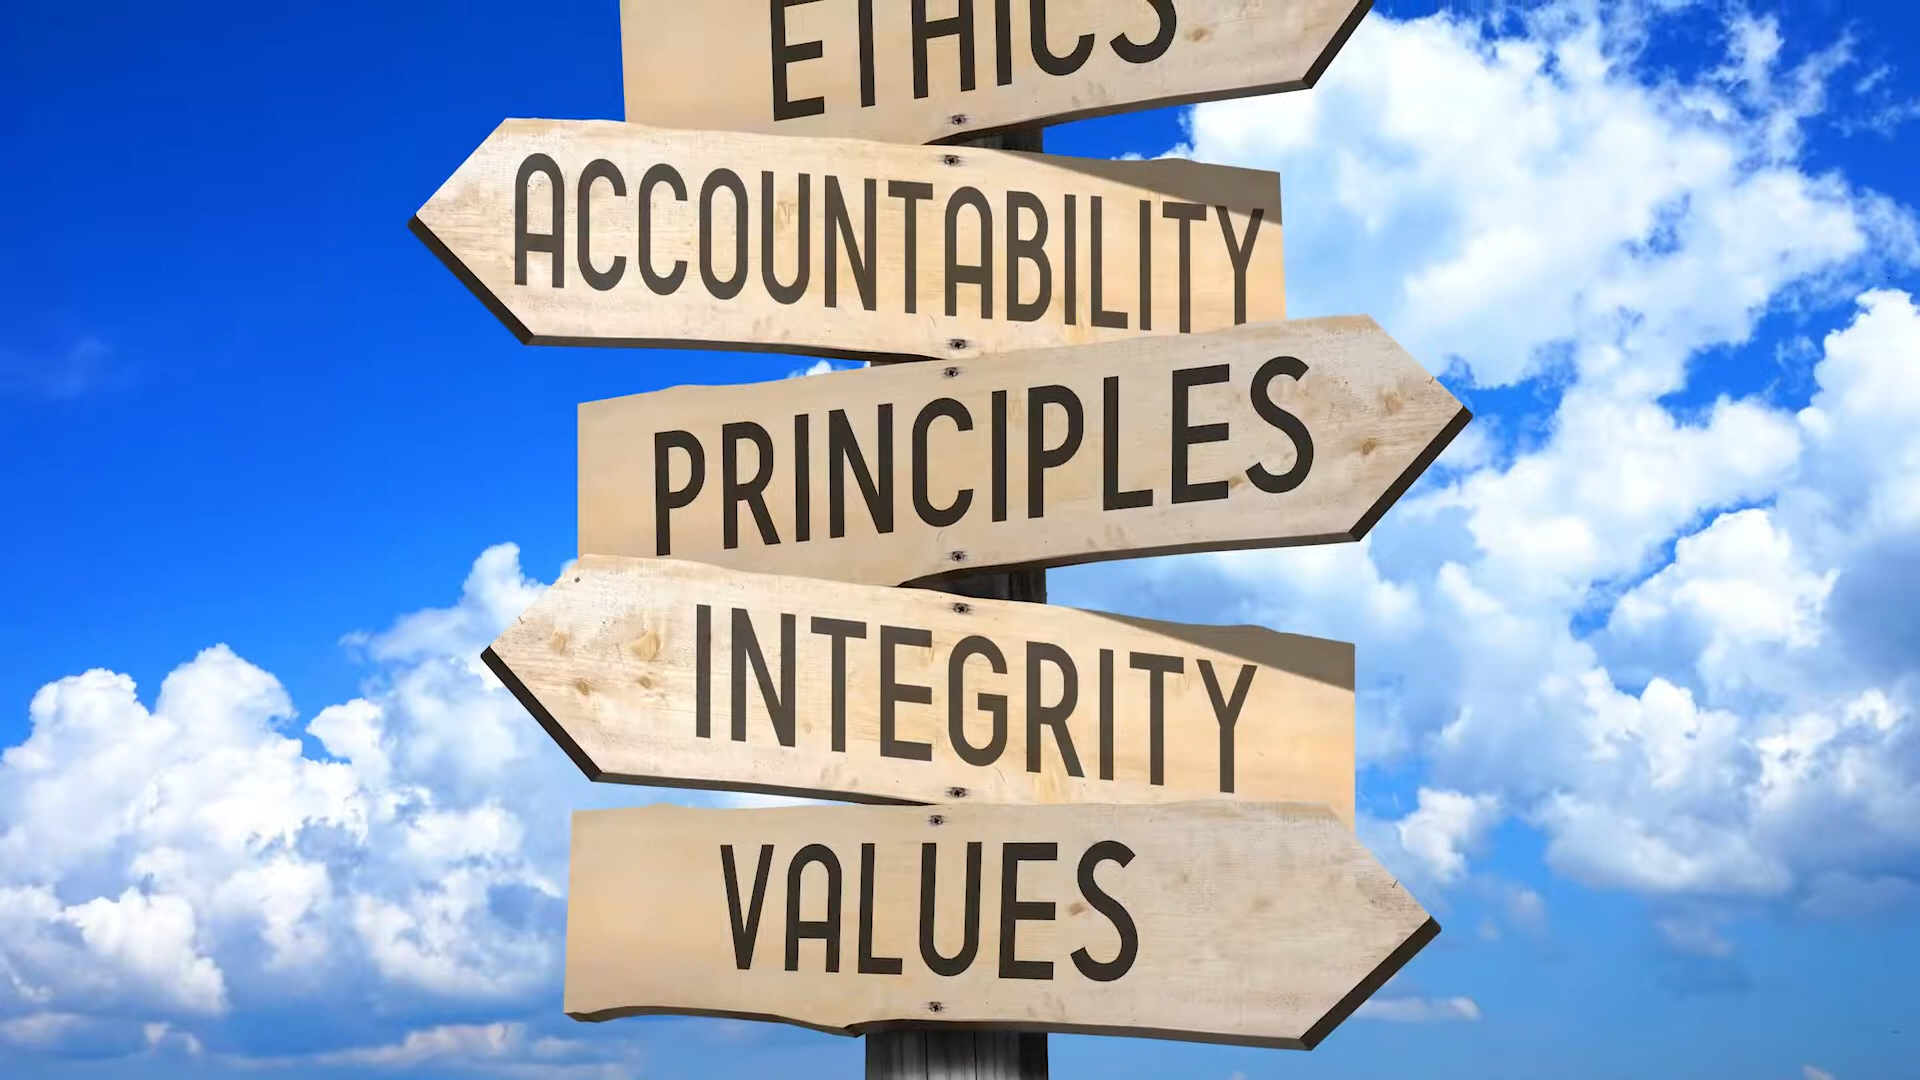 ETHICS
ACCOUNTABILITY
PRINCIPLES
INTEGRITY
VALUES